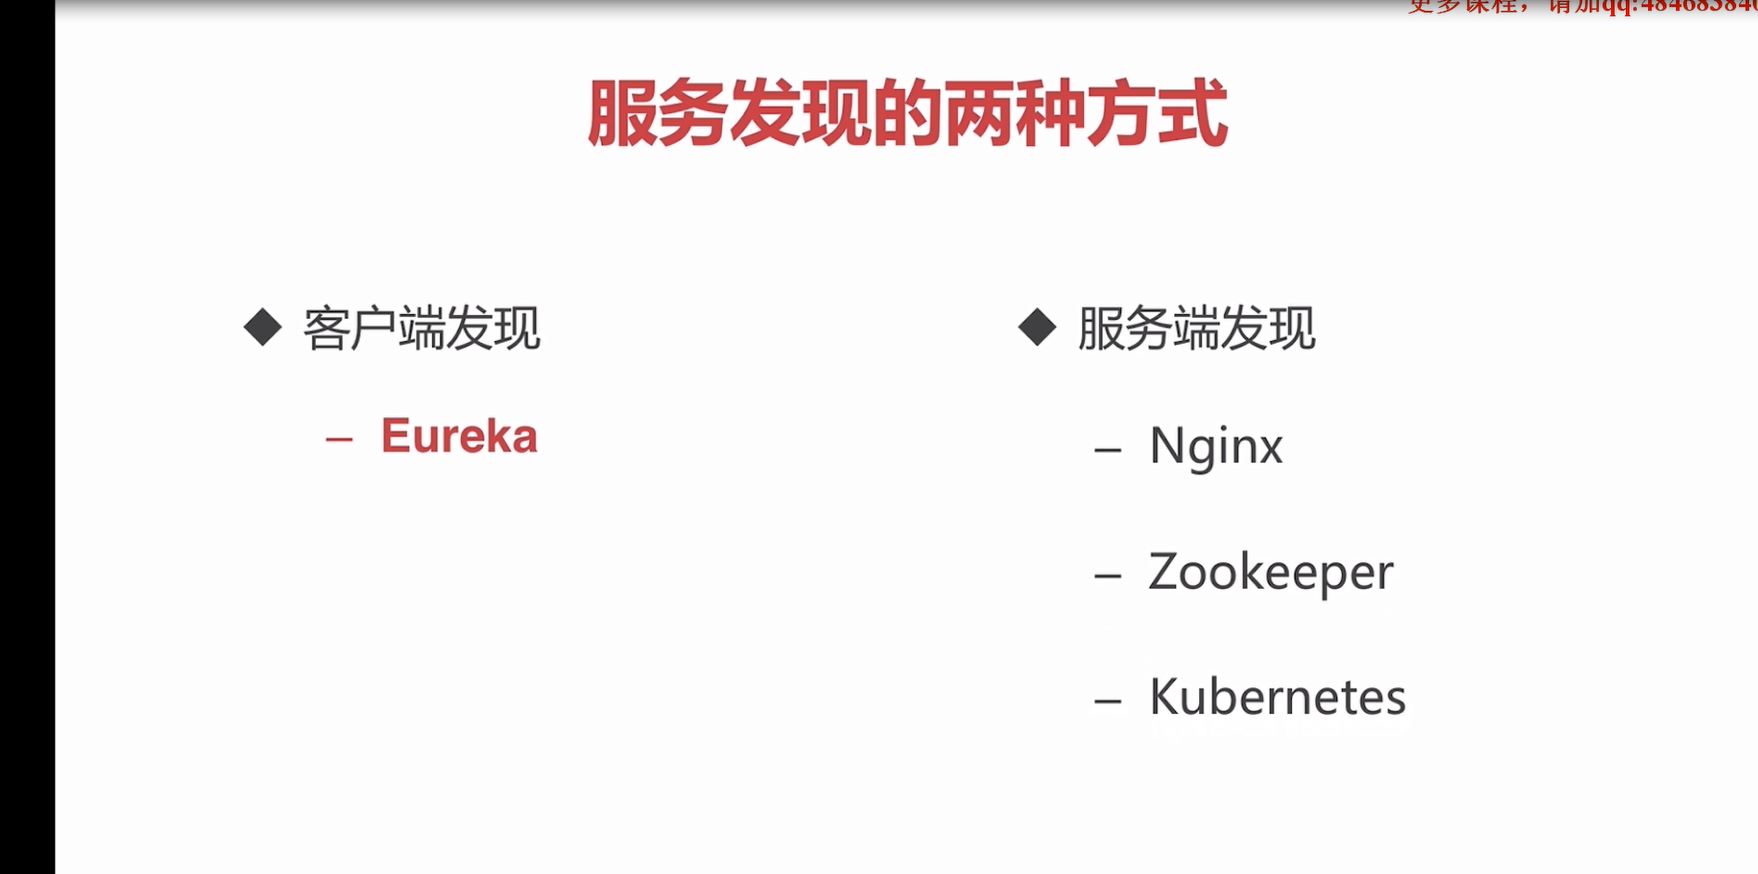 更多课程，请加qq:484683840
服务发现的两种方式
◆ 客户端发现
– Eureka
◆ 服务端发现
– Nginx
– Zookeeper
– Kubernetes